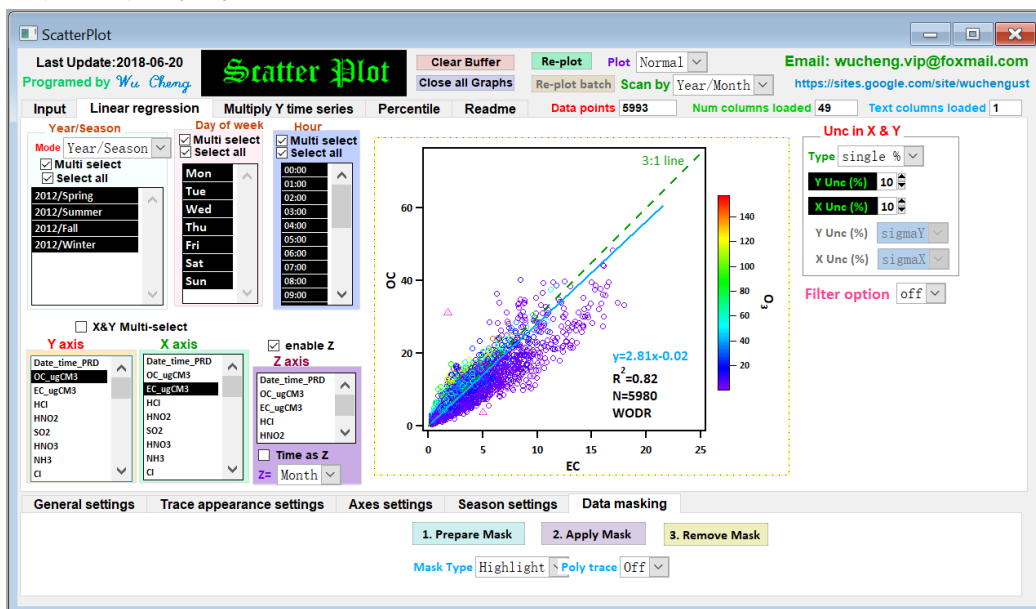 ScatterPlot
Last Update:2018-06-20
Programed by Wu Cheng
Scatter Plot
Clear Buffer
Close all Graphs
Re-plot
Plot Normal
Re-plot batch
Scan by Year/Month
Email: wucheng.vip@foxmail.com
https://sites.google.com/site/wuchengust
Input
Linear regression
Multiply Y time series
Percentile
Readme
Data points 5993
Num columns loaded 49
Text columns loaded 1
Year/Season
Mode Year/Season
Multi select
Select all
2012/Spring
2012/Summer
2012/Fall
2012/Winter
Day of week
Multi select
Select all
Mon
Tue
Wed
Thu
Fri
Sat
Sun
Hour
Multi select
Select all
00:00
01:00
02:00
03:00
04:00
05:00
06:00
07:00
08:00
09:00
X&Y Multi-select
Y axis
Date_time_PRD
OC_ugCM3
EC_ugCM3
HCl
HNO2
SO2
HNO3
NH3
Cl
X axis
Date_time_PRD
OC_ugCM3
EC_ugCM3
HCl
HNO2
SO2
HNO3
NH3
Cl
enable Z
Z axis
Date_time_PRD
OC_ugCM3
EC_ugCM3
HCl
HNO2
Time as Z
Z= Month
3:1 line
60
40
20
0
OC
0 5 10 15 20 25
EC
y=2.81x-0.02
R²=0.82
N=5980
WODR
140
120
100
80
60
40
20
O₃
Unc in X & Y
Type single %
Y Unc (%) 10
X Unc (%) 10
Y Unc (%) sigmaY
X Unc (%) sigmaX
Filter option off
General settings
Trace appearance settings
Axes settings
Season settings
Data masking
1. Prepare Mask
2. Apply Mask
3. Remove Mask
Mask Type Highlight
Poly trace Off